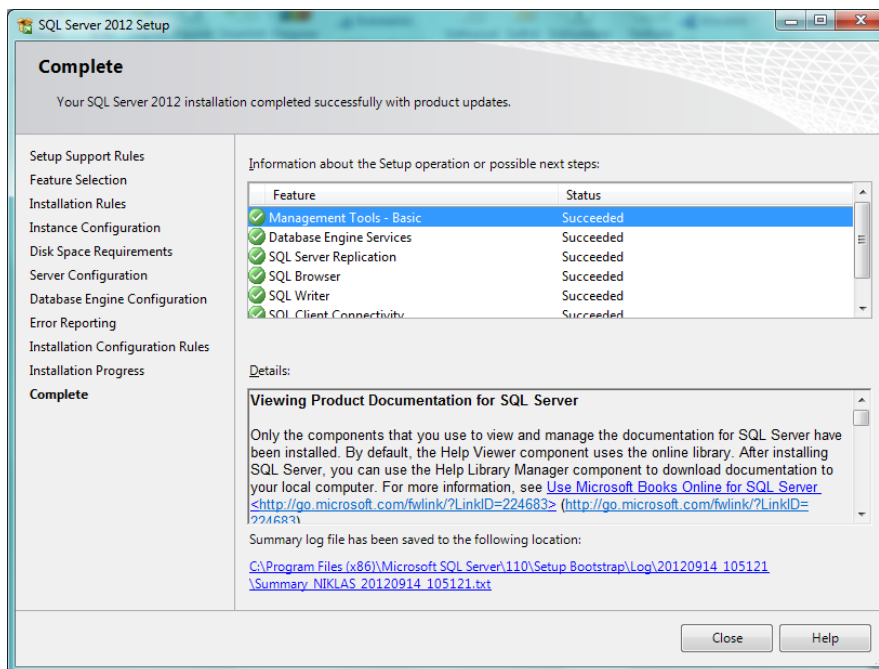 SQL Server 2012 Setup
Complete
Your SQL Server 2012 installation completed successfully with product updates.
Setup Support Rules
Feature Selection
Installation Rules
Instance Configuration
Disk Space Requirements
Server Configuration
Database Engine Configuration
Error Reporting
Installation Configuration Rules
Installation Progress
Complete
Information about the Setup operation or possible next steps:
Feature Status
Management Tools - Basic Succeeded
Database Engine Services Succeeded
SQL Server Replication Succeeded
SQL Browser Succeeded
SQL Writer Succeeded
SQL Client Connectivity Succeeded
Details:
Viewing Product Documentation for SQL Server
Only the components that you use to view and manage the documentation for SQL Server have
been installed. By default, the Help Viewer component uses the online library. After installing
SQL Server, you can use the Help Library Manager component to download documentation to
your local computer. For more information, see Use Microsoft Books Online for SQL Server
<http://go.microsoft.com/fwlink/?LinkID=224683> (http://go.microsoft.com/fwlink/?LinkID=
224683)
Summary log file has been saved to the following location:
C:\Program Files (x86)\Microsoft SQL Server\110\Setup Bootstrap\Log\20120914_105121
\Summary_NIKLAS_20120914_105121.txt
Close Help